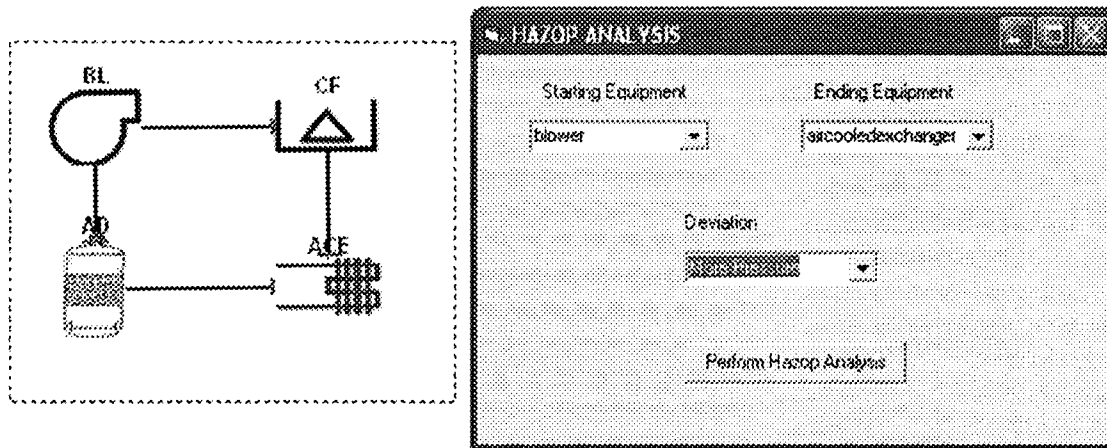 BL
CF
AD
ACE
HAZOP ANALYSIS
Starting Equipment
Ending Equipment
blower
aircooledexchanger
Deviation
Perform Hazop Analysis